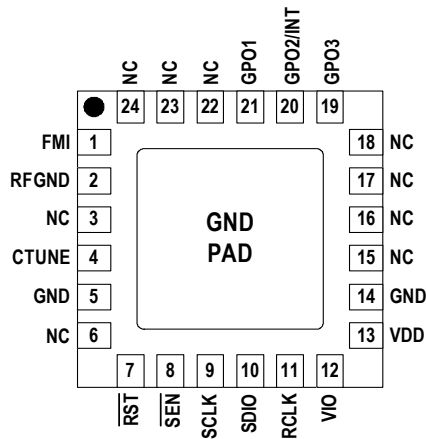 NC NC NC GPO1 GPO2/INT GPO3
24 23 22 21 20 19
FMI 1 18 NC
RFGND 2 17 NC
NC 3 16 NC
CTUNE 4 15 NC
GND 5 14 GND
NC 6 13 VDD
GND
PAD
7 8 9 10 11 12
RST SEN SCLK SDIO RCLK VIO